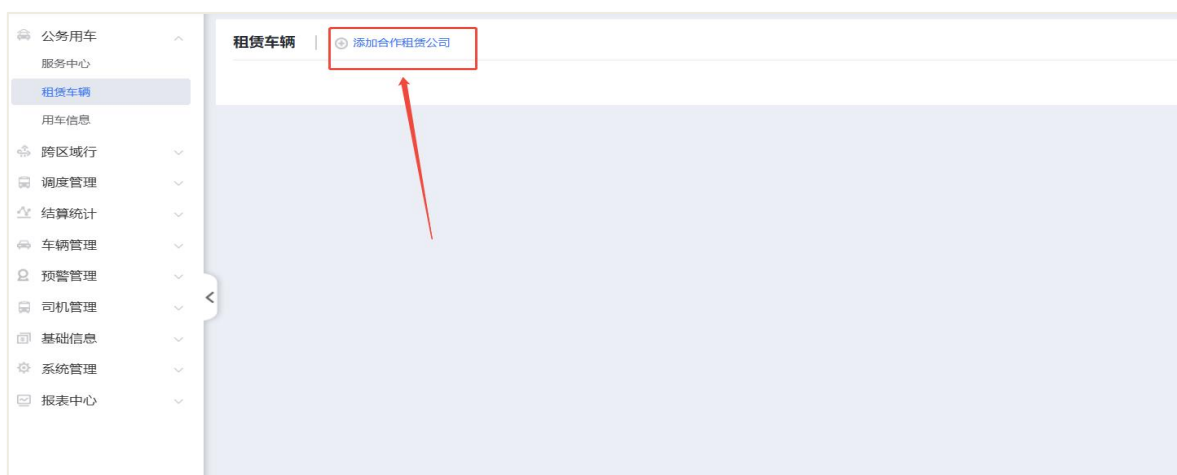 公务用车
服务中心
租赁车辆
用车信息
跨区域行
调度管理
结算统计
车辆管理
预警管理
司机管理
基础信息
系统管理
报表中心
租赁车辆 添加合作租赁公司